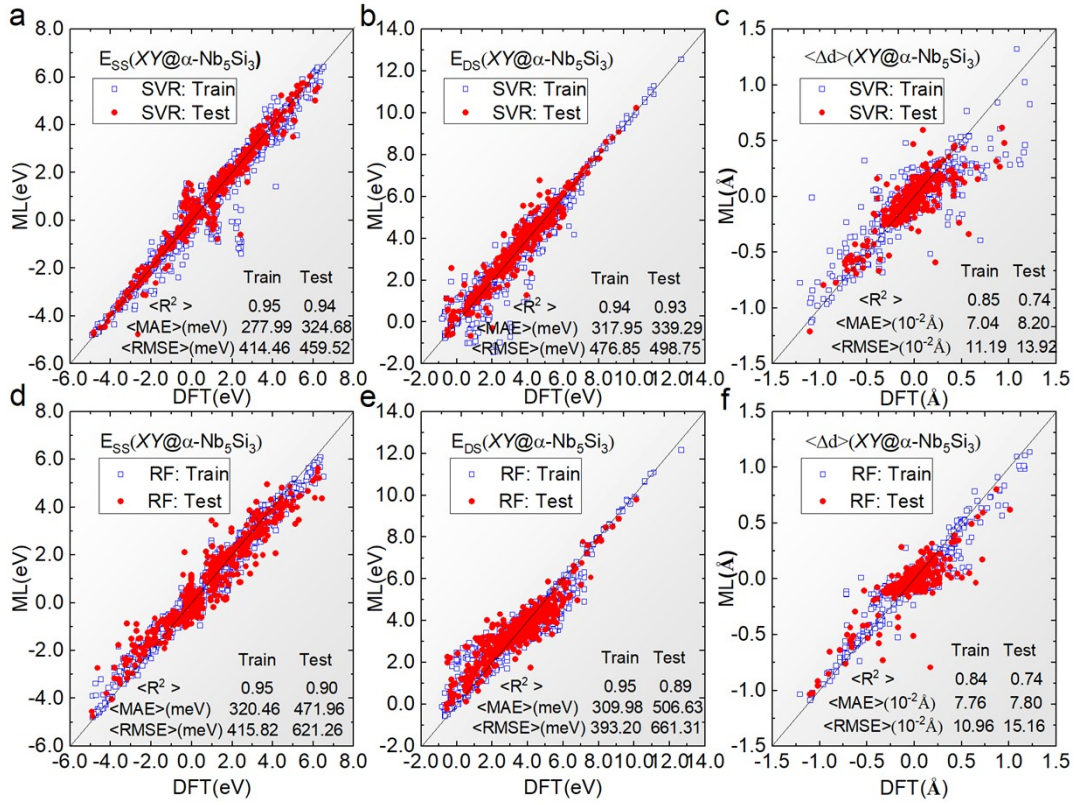 a
E_SS(XY@α-Nb₅Si₃)
SVR: Train
SVR: Test
Train Test
<R²> 0.95 0.94
<MAE>(meV) 277.99 324.68
<RMSE>(meV) 414.46 459.52
ML(eV)
8.0
6.0
4.0
2.0
0.0
-2.0
-4.0
-6.0
-6.0 -4.0 -2.0 0.0 2.0 4.0 6.0 8.0
DFT(eV)
b
E_DS(XY@α-Nb₅Si₃)
SVR: Train
SVR: Test
Train Test
<R²> 0.94 0.93
<MAE>(meV) 317.95 339.29
<RMSE>(meV) 476.85 498.75
ML(eV)
14.0
12.0
10.0
8.0
6.0
4.0
2.0
0.0
-2.0
0.0 2.0 4.0 6.0 8.0 10.0 12.0 14.0
DFT(eV)
c
<Δd>(XY@α-Nb₅Si₃)
SVR: Train
SVR: Test
Train Test
<R²> 0.85 0.74
<MAE>(10⁻²Å) 7.04 8.20
<RMSE>(10⁻²Å) 11.19 13.92
ML(Å)
1.5
1.0
0.5
0.0
-0.5
-1.0
-1.5
-1.5 -1.0 -0.5 0.0 0.5 1.0 1.5
DFT(Å)
d
E_SS(XY@α-Nb₅Si₃)
RF: Train
RF: Test
Train Test
<R²> 0.95 0.90
<MAE>(meV) 320.46 471.96
<RMSE>(meV) 415.82 621.26
ML(eV)
8.0
6.0
4.0
2.0
0.0
-2.0
-4.0
-6.0
-6.0 -4.0 -2.0 0.0 2.0 4.0 6.0 8.0
DFT(eV)
e
E_DS(XY@α-Nb₅Si₃)
RF: Train
RF: Test
Train Test
<R²> 0.95 0.89
<MAE>(meV) 309.98 506.63
<RMSE>(meV) 393.20 661.31
ML(eV)
14.0
12.0
10.0
8.0
6.0
4.0
2.0
0.0
-2.0
0.0 2.0 4.0 6.0 8.0 10.0 12.0 14.0
DFT(eV)
f
<Δd>(XY@α-Nb₅Si₃)
RF: Train
RF: Test
Train Test
<R²> 0.84 0.74
<MAE>(10⁻²Å) 7.76 7.80
<RMSE>(10⁻²Å) 10.96 15.16
ML(Å)
1.5
1.0
0.5
0.0
-0.5
-1.0
-1.5
-1.5 -1.0 -0.5 0.0 0.5 1.0 1.5
DFT(Å)